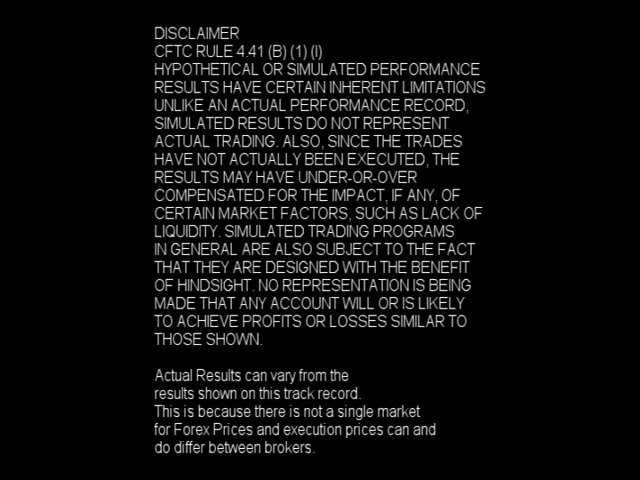 DISCLAIMER
CFTC RULE 4.41 (B) (1) (I)
HYPOTHETICAL OR SIMULATED PERFORMANCE
RESULTS HAVE CERTAIN INHERENT LIMITATIONS
UNLIKE AN ACTUAL PERFORMANCE RECORD,
SIMULATED RESULTS DO NOT REPRESENT
ACTUAL TRADING. ALSO, SINCE THE TRADES
HAVE NOT ACTUALLY BEEN EXECUTED, THE
RESULTS MAY HAVE UNDER-OR-OVER
COMPENSATED FOR THE IMPACT, IF ANY, OF
CERTAIN MARKET FACTORS, SUCH AS LACK OF
LIQUIDITY. SIMULATED TRADING PROGRAMS
IN GENERAL ARE ALSO SUBJECT TO THE FACT
THAT THEY ARE DESIGNED WITH THE BENEFIT
OF HINDSIGHT. NO REPRESENTATION IS BEING
MADE THAT ANY ACCOUNT WILL OR IS LIKELY
TO ACHIEVE PROFITS OR LOSSES SIMILAR TO
THOSE SHOWN.
Actual Results can vary from the
results shown on this track record.
This is because there is not a single market
for Forex Prices and execution prices can and
do differ between brokers.